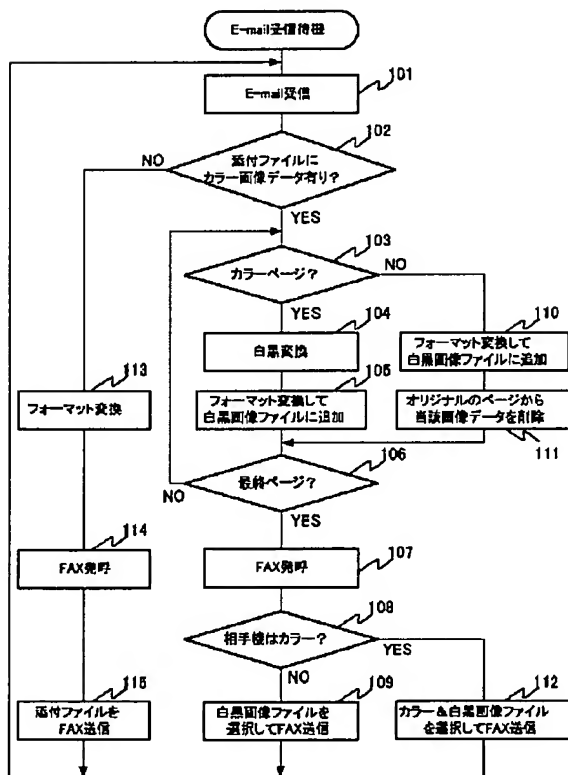 E-mail受信待機
101
E-mail受信
102
NO
添付ファイルに
カラー画像データ有り?
YES
103
カラーページ?
NO
YES
104
白黒変換
110
フォーマット変換して
白黒画像ファイルに追加
113
フォーマット変換
105
フォーマット変換して
白黒画像ファイルに追加
オリジナルのページから
当該画像データを削除
111
106
最終ページ?
NO
YES
114
FAX発呼
107
FAX発呼
108
相手機はカラー?
YES
NO
115
添付ファイルを
FAX送信
109
白黒画像ファイルを
選択してFAX送信
112
カラー&白黒画像ファイル
を選択してFAX送信